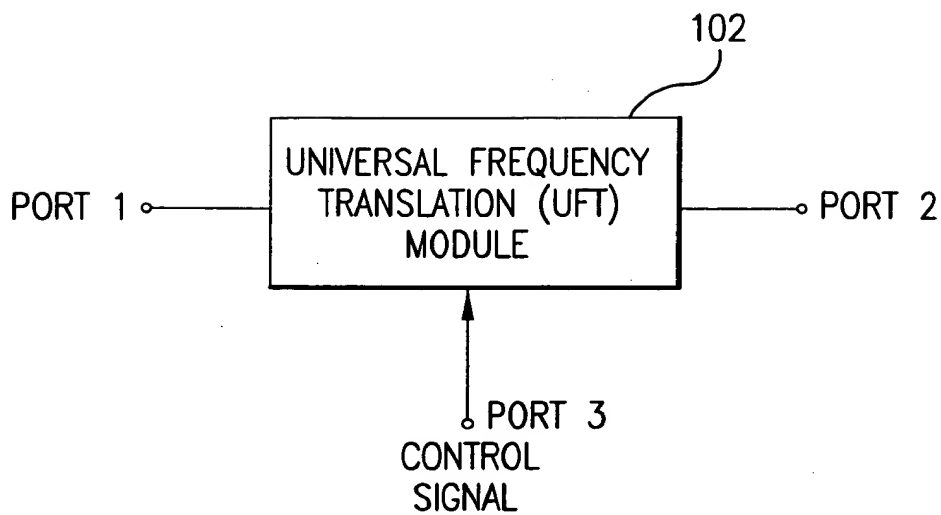 102
UNIVERSAL FREQUENCY
TRANSLATION (UFT)
MODULE
PORT 1
PORT 2
PORT 3
CONTROL
SIGNAL